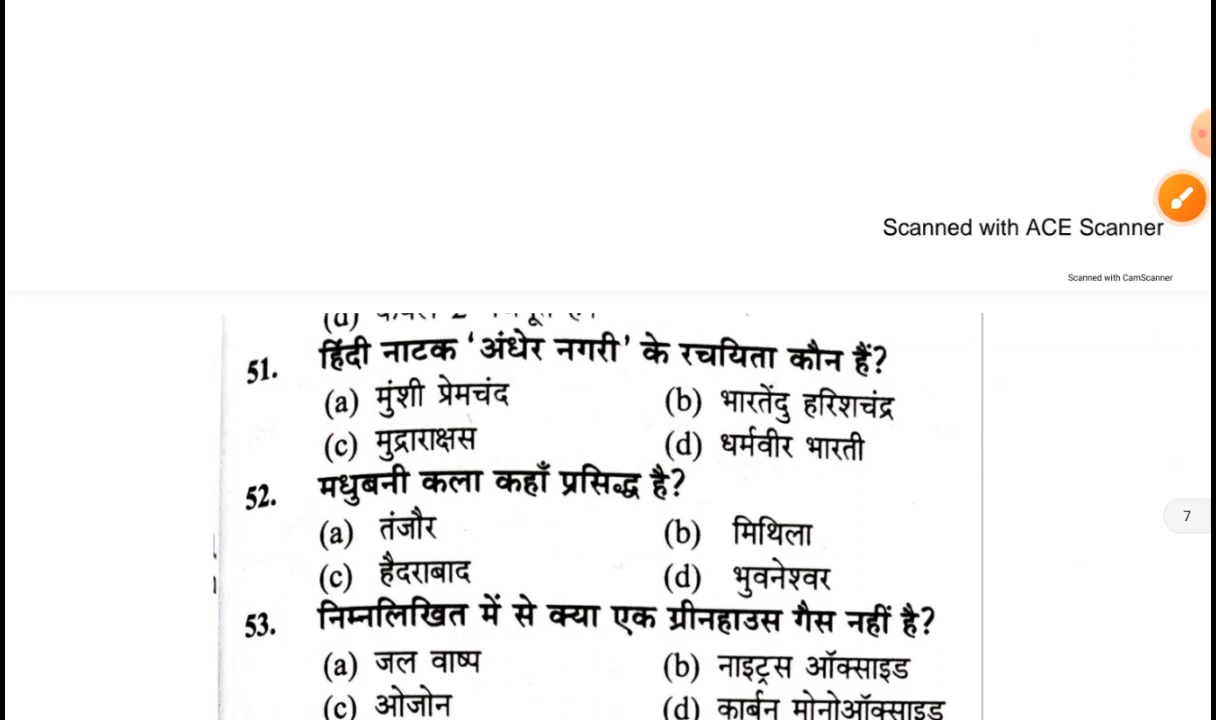 Scanned with ACE Scanner
Scanned with CamScanner
(d)
51. हिंदी नाटक ‘अंधेर नगरी’ के रचयिता कौन हैं?
(a) मुंशी प्रेमचंद (b) भारतेंदु हरिशचंद्र
(c) मुद्राराक्षस (d) धर्मवीर भारती
52. मधुबनी कला कहाँ प्रसिद्ध है?
(a) तंजौर (b) मिथिला
7
(c) हैदराबाद (d) भुवनेश्वर
53. निम्नलिखित में से क्या एक ग्रीनहाउस गैस नहीं है?
(a) जल वाष्प (b) नाइट्रस ऑक्साइड
(c) ओजोन (d) कार्बन मोनोऑक्साइड